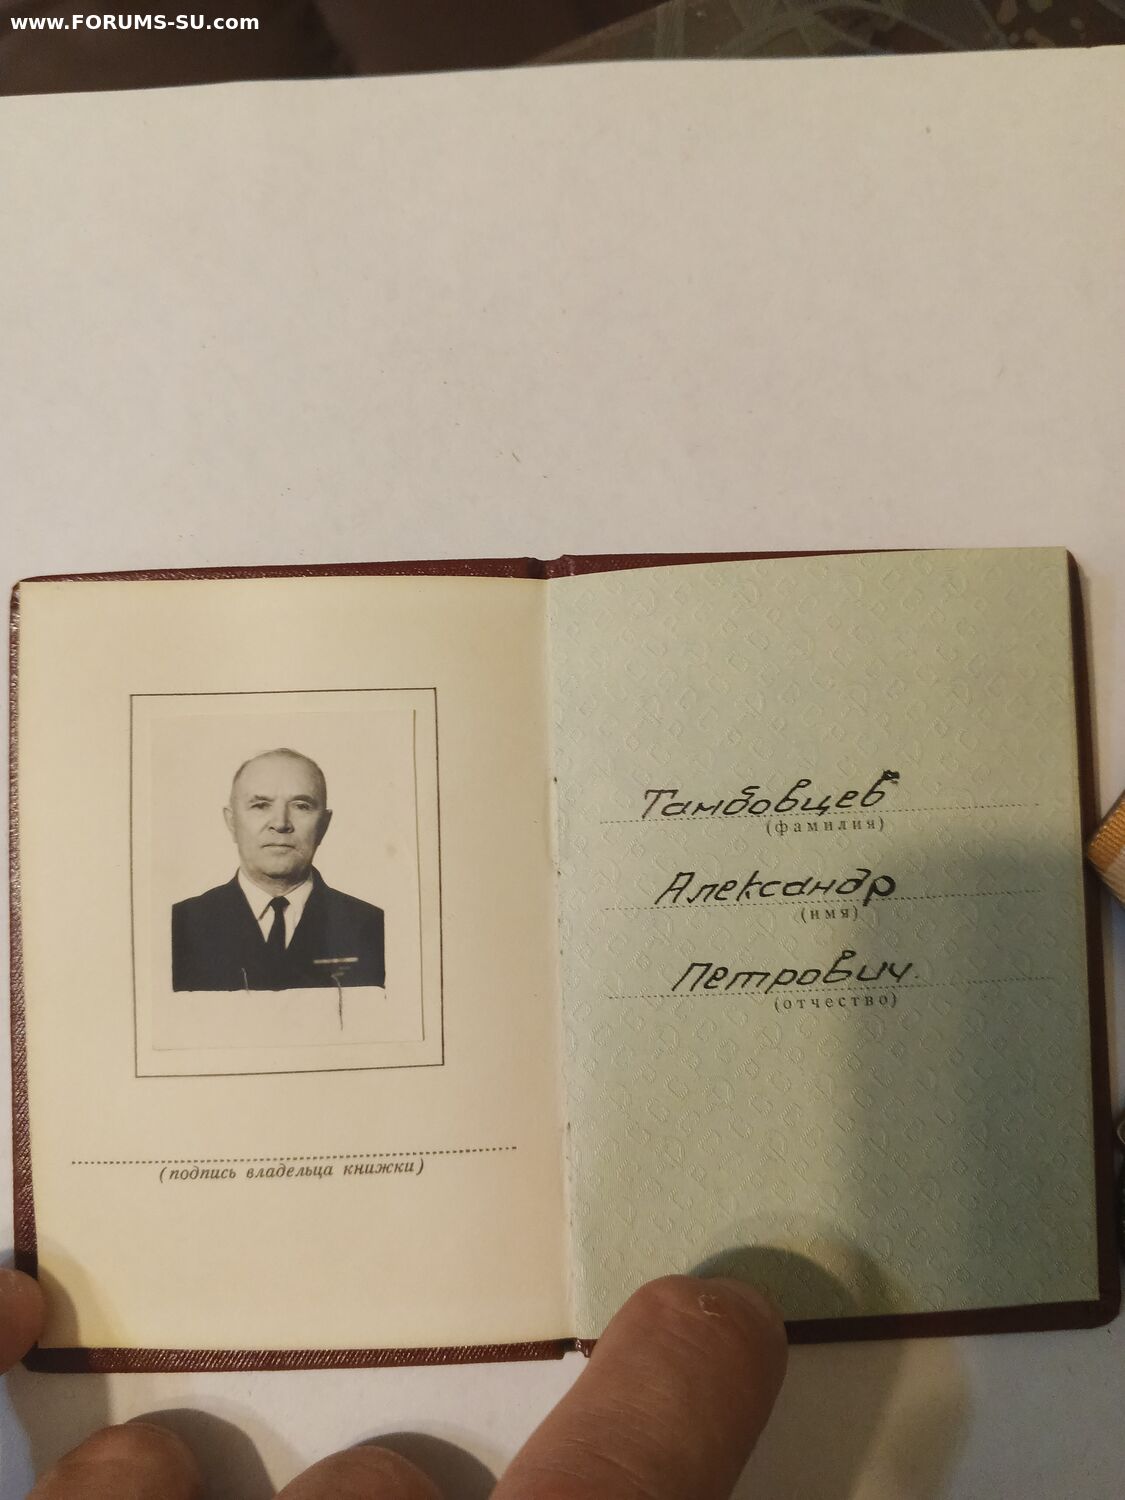 www.FORUMS-SU.com
(подпись владельца книжки)
Тамбовцев
(фамилия)
Александр
(имя)
Петрович.
(отчество)